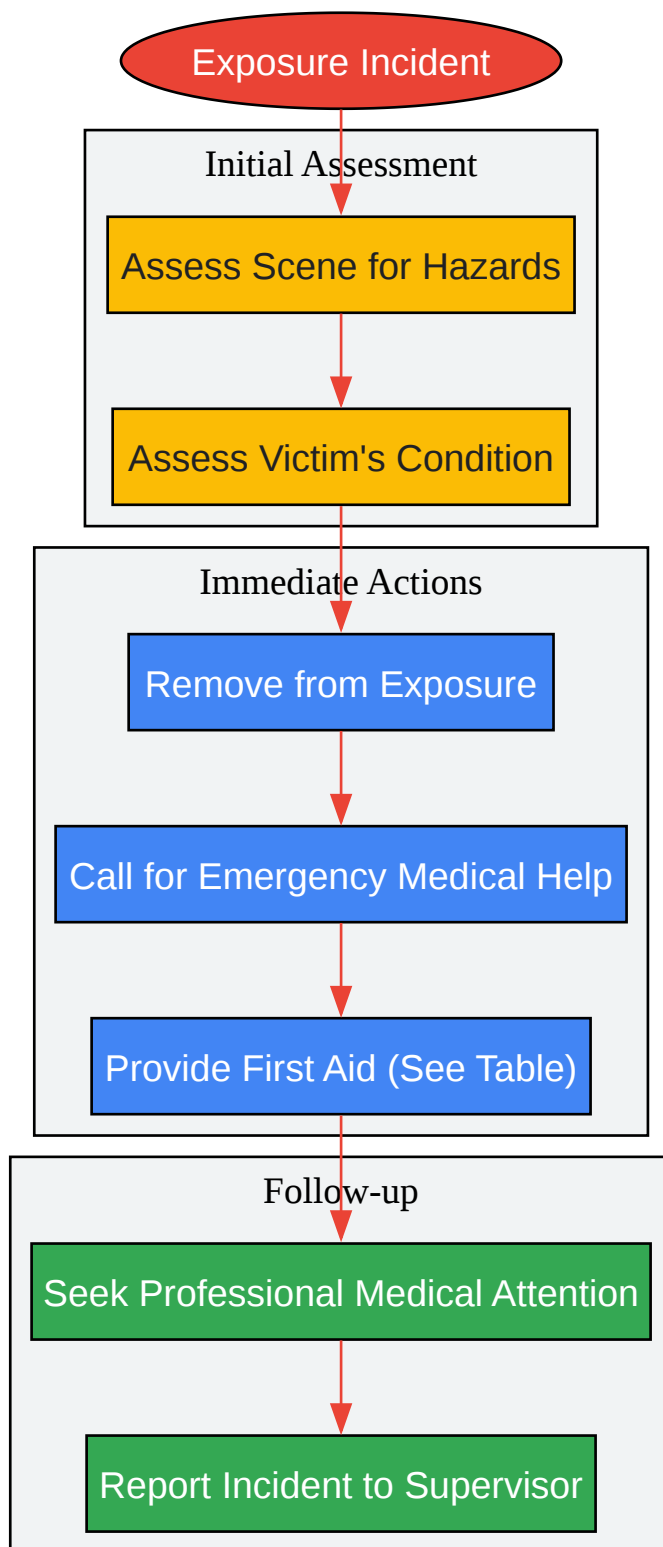 Exposure Incident
Initial Assessment
Assess Scene for Hazards
Assess Victim's Condition
Immediate Actions
Remove from Exposure
Call for Emergency Medical Help
Provide First Aid (See Table)
Follow-up
Seek Professional Medical Attention
Report Incident to Supervisor